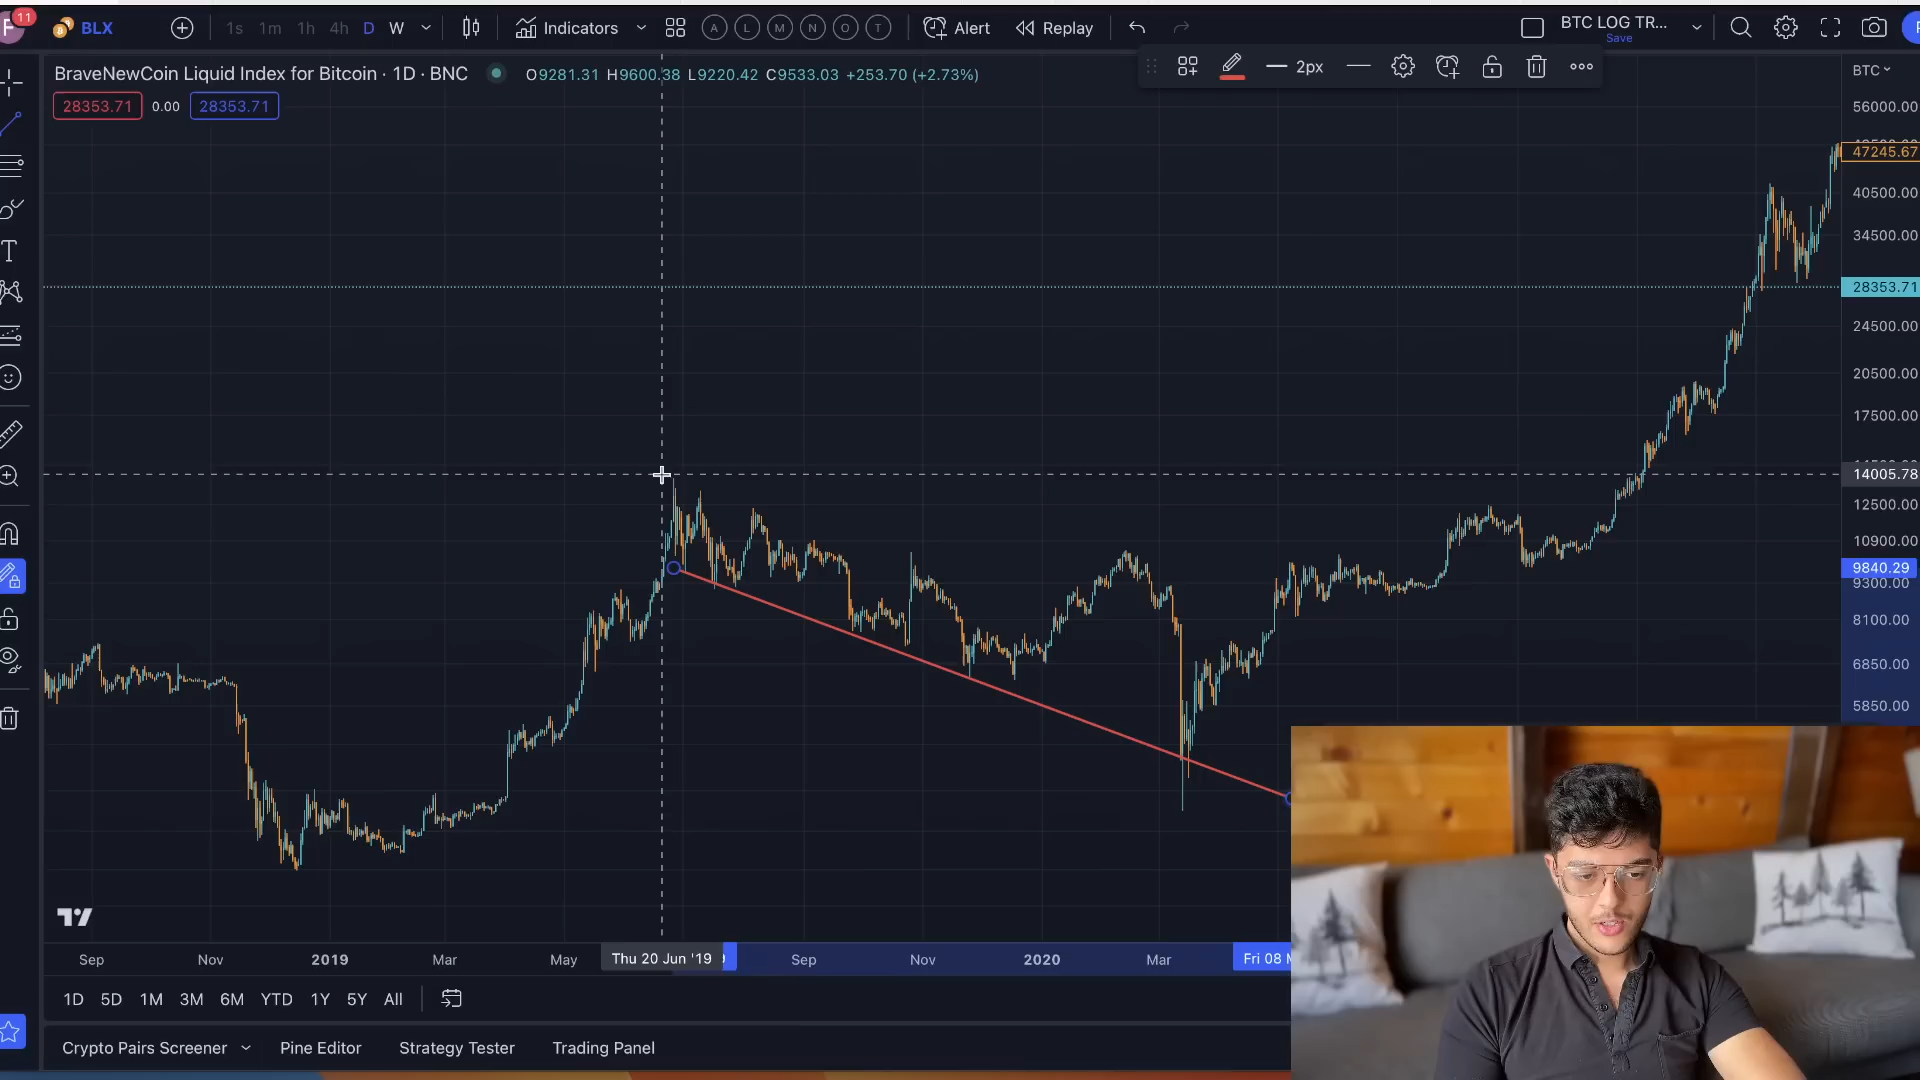 11
BLX
1s 1m 1h 4h D W
Indicators
A L M N O T
Alert
Replay
BTC LOG TR...
Save
BraveNewCoin Liquid Index for Bitcoin · 1D · BNC
O9281.31 H9600.38 L9220.42 C9533.03 +253.70 (+2.73%)
2px
BTC
28353.71 0.00 28353.71
56000.00
47245.67
40500.00
34500.00
28353.71
24500.00
20500.00
17500.00
14005.78
12500.00
10900.00
9840.29
9300.00
8100.00
6850.00
5850.00
Sep Nov 2019 Mar May Thu 20 Jun '19 Sep Nov 2020 Mar Fri 08
1D 5D 1M 3M 6M YTD 1Y 5Y All
Crypto Pairs Screener Pine Editor Strategy Tester Trading Panel